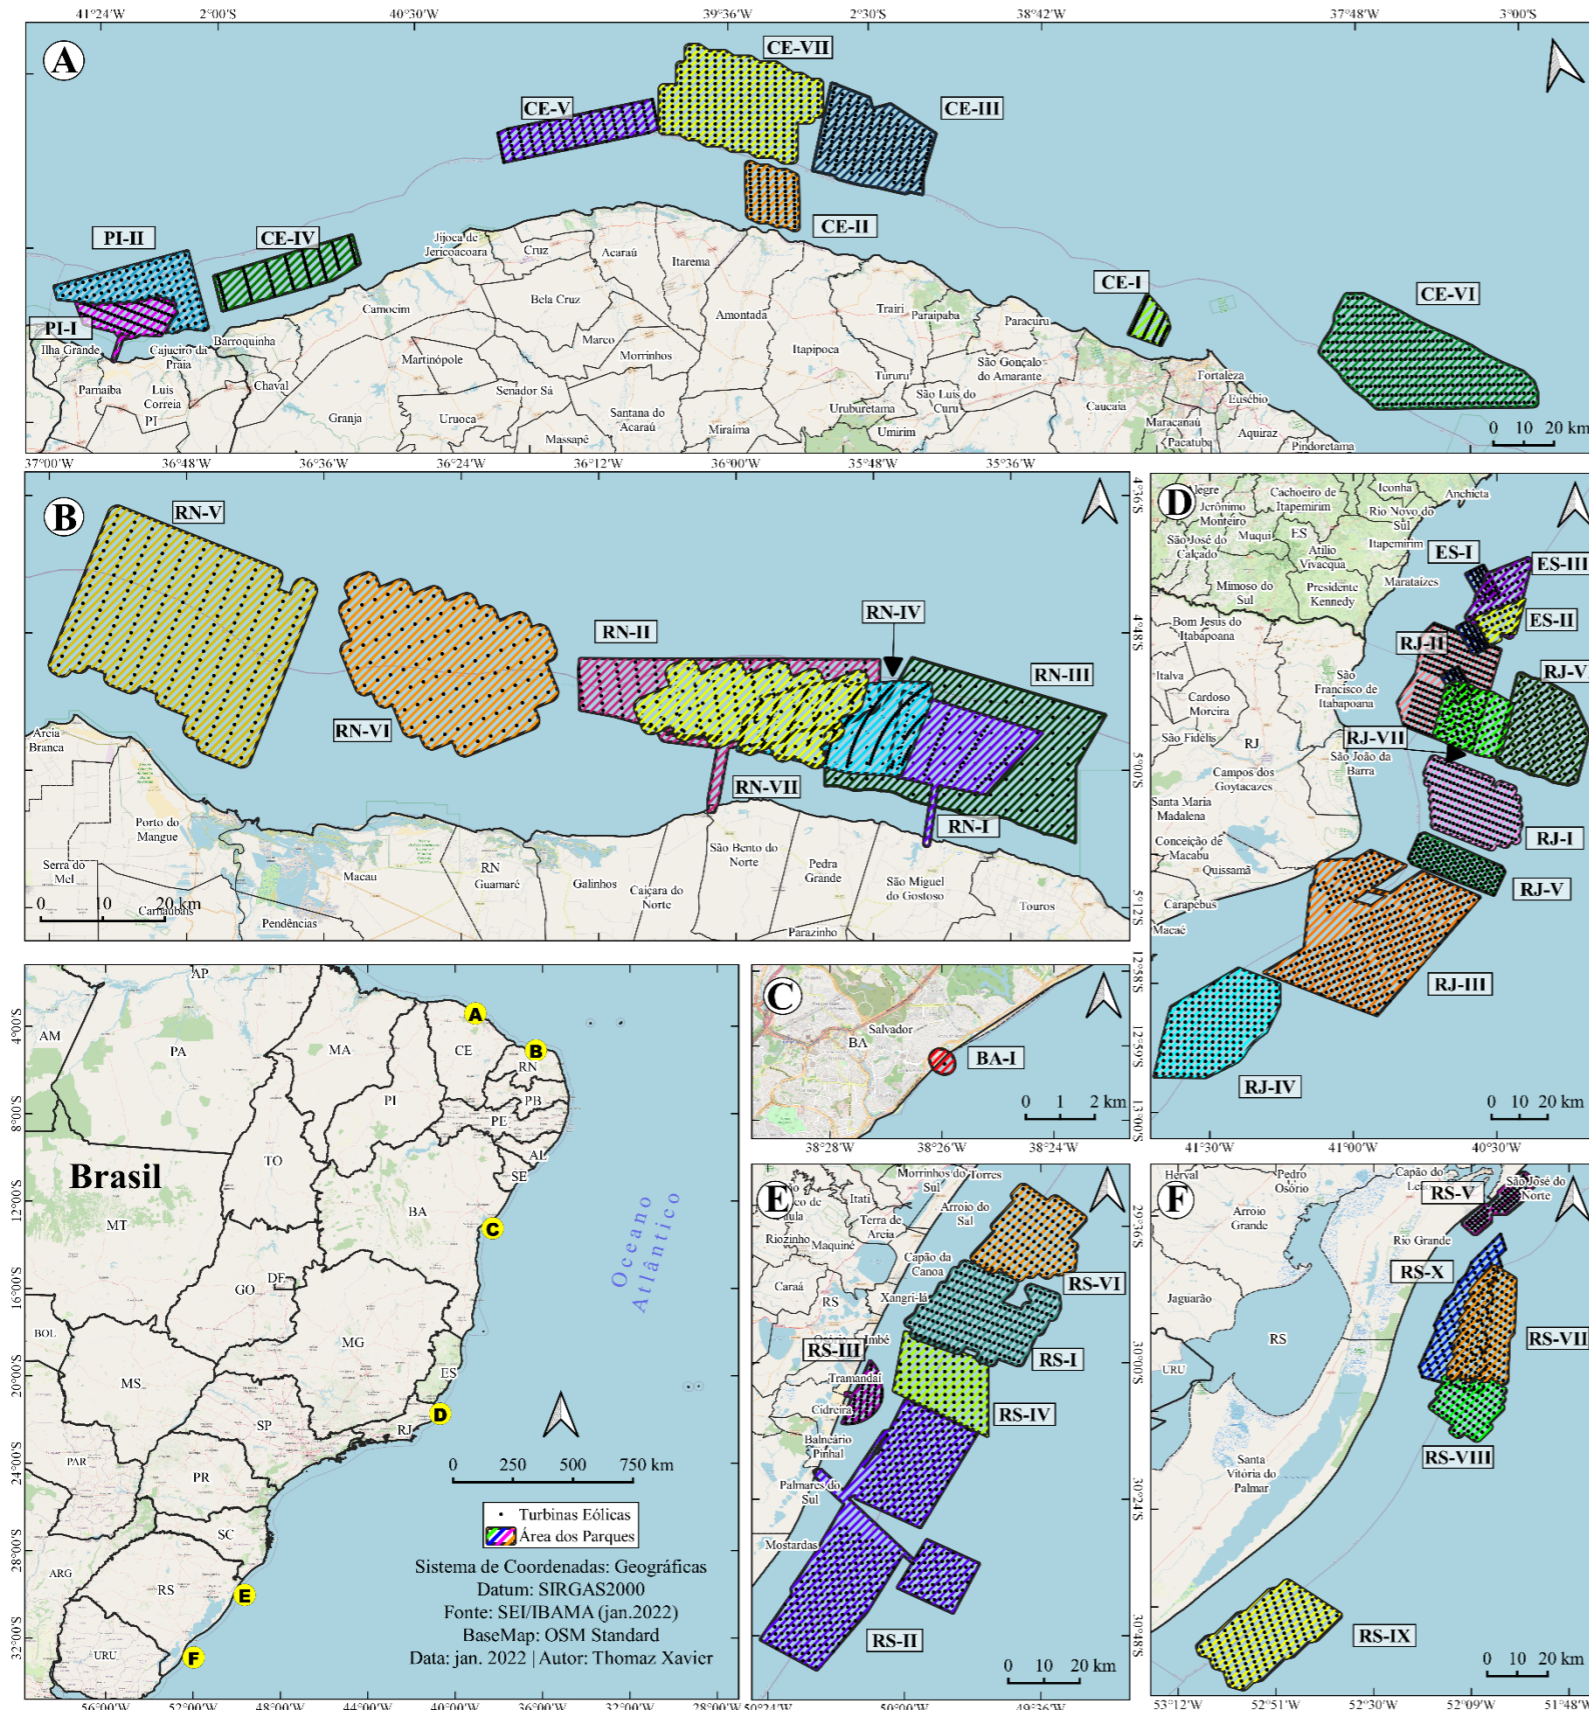 41°24'W
2°00'S
40°30'W
39°36'W
2°30'S
38°42'W
37°48'W
3°00'S
A
CE-VII
CE-V
CE-III
CE-II
PI-II
CE-IV
PI-I
CE-I
CE-VI
Jijoca de
Jericoacoara
Cruz
Acaraú
Itarema
Bela Cruz
Camocim
Amontada
Trairi
Paraipaba
Paracuru
Ilha Grande
Cajueiro da
Praia
Barroquinha
Marco
Martinópole
Morrinhos
Itapipoca
São Gonçalo
do Amarante
Fortaleza
Parnaíba
Luis
Correia
PI
Chaval
Senador Sá
Tururu
São Luis do
Curu
Eusébio
Caucaia
Granja
Uruoca
Santana do
Acaraú
Uruburetama
Miraíma
Umirim
Massapê
Maracanaú
Pacatuba
Aquiraz
Pindoretama
0 10 20 km
37°00'W
36°48'W
36°36'W
36°24'W
36°12'W
36°00'W
35°48'W
35°36'W
B
RN-V
RN-IV
RN-II
RN-III
RN-VI
RN-VII
RN-I
4°36'S
4°48'S
5°00'S
5°12'S
Areia
Branca
Porto do
Mangue
Serra do
Mel
Carnaubais
Macau
Pendências
RN
Guamaré
Galinhos
Caiçara do
Norte
São Bento do
Norte
Pedra
Grande
Parazinho
São Miguel
do Gostoso
Touros
0 10 20 km
D
Alegre
Cachoeiro de
Itapemirim
Iconha
Anchieta
Jerônimo
Monteiro
Rio Novo do
Sul
São José do
Calçado
Muqui
ES
Atílio
Vivacqua
Itapemirim
Mimoso do
Sul
Presidente
Kennedy
Marataízes
ES-I
ES-III
ES-II
Bom Jesus do
Itabapoana
RJ-II
Italva
Cardoso
Moreira
São
Francisco de
Itabapoana
RJ-VII
São Fidélis
RJ
São João da
Barra
Campos dos
Goytacazes
Santa Maria
Madalena
RJ-I
Conceição de
Macabu
Quissamã
RJ-V
Carapebus
Macaé
RJ-III
RJ-IV
0 10 20 km
41°30'W
41°00'W
40°30'W
AP
AM
PA
MA
CE
A
B
RN
PI
PB
PE
AL
SE
TO
Brasil
MT
BA
C
Oceano
Atlântico
DF
GO
BOL
MG
MS
ES
SP
D
RJ
PAR
PR
SC
ARG
RS
E
URU
F
4°00'S
8°00'S
12°00'S
16°00'S
20°00'S
24°00'S
28°00'S
32°00'S
0 250 500 750 km
Turbinas Eólicas
Área dos Parques
Sistema de Coordenadas: Geográficas
Datum: SIRGAS2000
Fonte: SEI/IBAMA (jan.2022)
BaseMap: OSM Standard
Data: jan. 2022 | Autor: Thomaz Xavier
56°00'W
52°00'W
48°00'W
44°00'W
40°00'W
36°00'W
32°00'W
28°00'W
C
Salvador
BA
BA-I
0 1 2 km
12°58'S
12°59'S
13°00'S
38°28'W
38°26'W
38°24'W
E
Morrinhos do
Sul
Torres
Itati
Arroio do
Sal
Terra de
Areia
Riozinho
Maquiné
Capão da
Canoa
Caraá
RS
Xangri-lá
RS-VI
Imbé
RS-III
RS-I
Tramandaí
Cidreira
RS-IV
Balneário
Pinhal
Palmares do
Sul
Mostardas
RS-II
0 10 20 km
29°36'S
30°00'S
30°24'S
30°48'S
50°24'W
50°00'W
49°36'W
F
Herval
Pedro
Osório
Capão do
RS-V
São José do
Norte
Arroio
Grande
Rio Grande
RS-X
Jaguarão
RS
RS-VII
URU
RS-VIII
Santa
Vitória do
Palmar
RS-IX
0 10 20 km
53°12'W
52°51'W
52°30'W
52°09'W
51°48'W